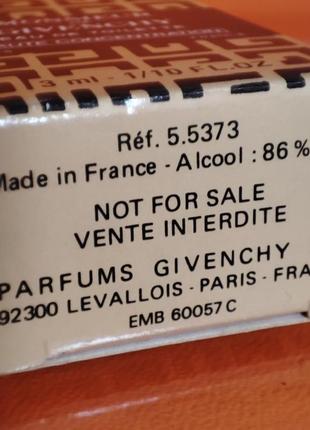 GIVENCHY
3 ml - 1/10 FL.OZ
Réf. 5.5373
Made in France - Alcool : 86 %
NOT FOR SALE
VENTE INTERDITE
PARFUMS GIVENCHY
92300 LEVALLOIS - PARIS - FRA
EMB 60057 C